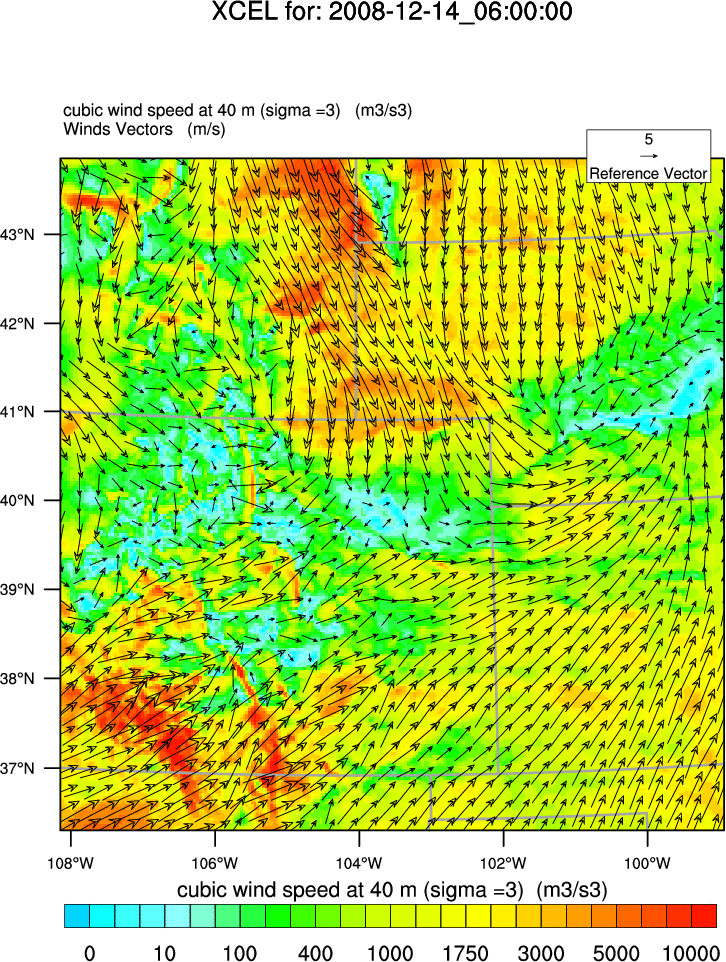 XCEL for: 2008-12-14_06:00:00
cubic wind speed at 40 m (sigma =3) (m3/s3)
Winds Vectors (m/s)
5
Reference Vector
43°N
42°N
41°N
40°N
39°N
38°N
37°N
108°W 106°W 104°W 102°W 100°W
cubic wind speed at 40 m (sigma =3) (m3/s3)
0 10 100 400 1000 1750 3000 5000 10000